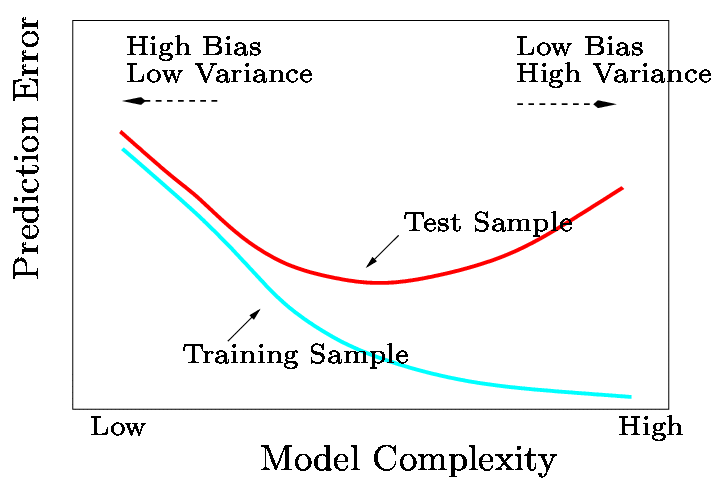 Prediction Error
High Bias
Low Variance
Low Bias
High Variance
Test Sample
Training Sample
Low
High
Model Complexity